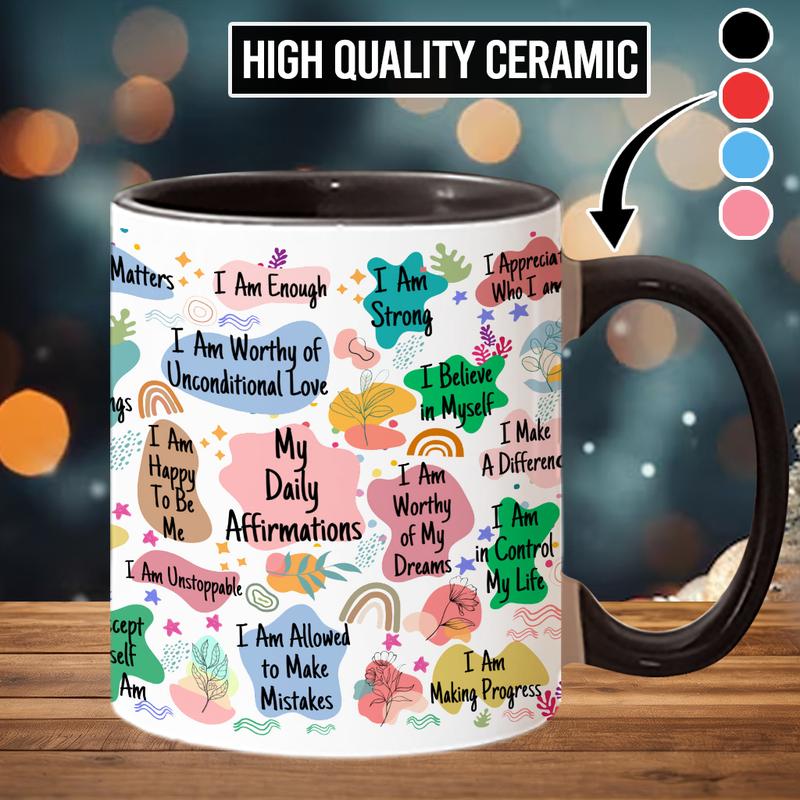 HIGH QUALITY CERAMIC
Matters
I Am Enough
I Am
Strong
Who I am
I Am Worthy of
Unconditional Love
I Believe
in Myself
I Am
Happy
To Be
Me
My
Daily
Affirmations
I Am
Worthy
of My
Dreams
I Make
A
I Am
in Control
My Life
I Am Unstoppable
Am
I Am Allowed
to Make
Mistakes
I Am
Making Progress